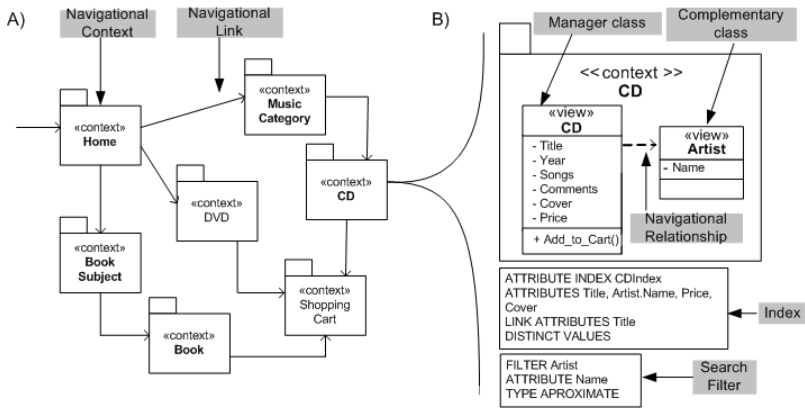 A)
Navigational
Context
Navigational
Link
«context»
Home
«context»
Music
Category
«context»
DVD
«context»
CD
«context»
Book
Subject
«context»
Book
«context»
Shopping
Cart
B)
Manager class
Complementary
class
<<context >>
CD
«view»
CD
- Title
- Year
- Songs
- Comments
- Cover
- Price
+ Add_to_Cart()
«view»
Artist
- Name
Navigational
Relationship
ATTRIBUTE INDEX CDIndex
ATTRIBUTES Title, Artist.Name, Price,
Cover
LINK ATTRIBUTES Title
DISTINCT VALUES
Index
FILTER Artist
ATTRIBUTE Name
TYPE APROXIMATE
Search
Filter